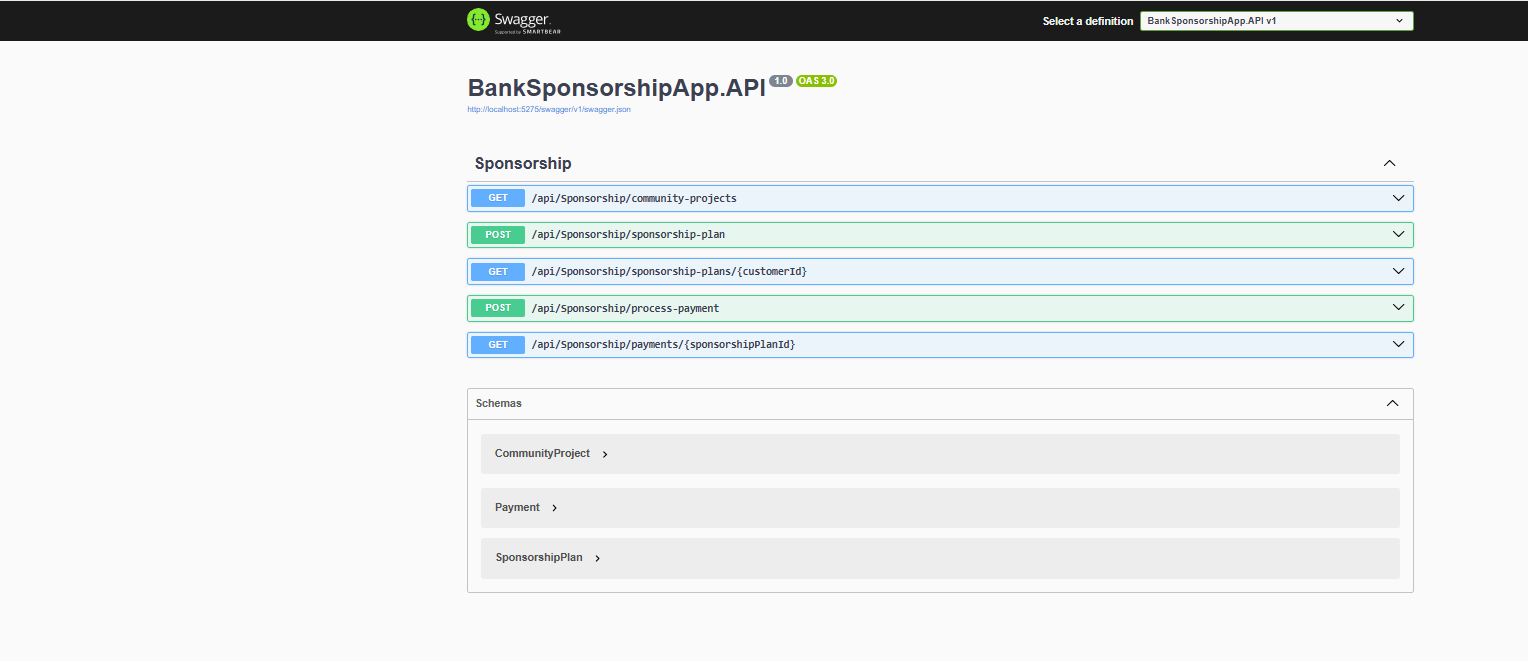 {···} Swagger.
Supported by SMARTBEAR
Select a definition
BankSponsorshipApp.API v1
BankSponsorshipApp.API 1.0 OAS 3.0
http://localhost:5275/swagger/v1/swagger.json
Sponsorship
GET /api/Sponsorship/community-projects
POST /api/Sponsorship/sponsorship-plan
GET /api/Sponsorship/sponsorship-plans/{customerId}
POST /api/Sponsorship/process-payment
GET /api/Sponsorship/payments/{sponsorshipPlanId}
Schemas
CommunityProject
Payment
SponsorshipPlan